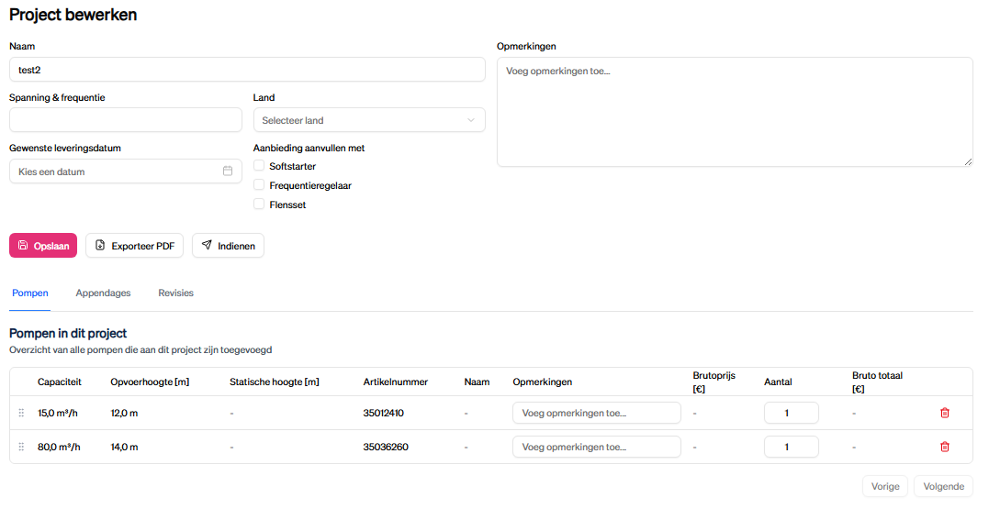 Project bewerken
Naam
test2
Opmerkingen
Voeg opmerkingen toe...
Spanning & frequentie
Land
Selecteer land
Gewenste leveringsdatum
Kies een datum
Aanbieding aanvullen met
Softstarter
Frequentieregelaar
Flensset
Opslaan Exporteer PDF Indienen
Pompen Appendages Revisies
Pompen in dit project
Overzicht van alle pompen die aan dit project zijn toegevoegd
Capaciteit Opvoerhoogte [m] Statische hoogte [m] Artikelnummer Naam Opmerkingen Brutoprijs [€] Aantal Bruto totaal [€]
15,0 m³/h 12,0 m - 35012410 - Voeg opmerkingen toe... - 1 -
80,0 m³/h 14,0 m - 35036260 - Voeg opmerkingen toe... - 1 -
Vorige Volgende